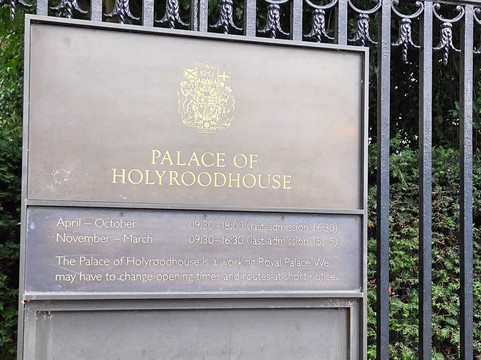 PALACE OF
HOLYROODHOUSE
April – October 09:30–18:00 (last admission 16:30)
November – March 09:30–16:30 (last admission 15:15)
The Palace of Holyroodhouse is a working Royal Palace. We
may have to change opening times and routes at short notice.